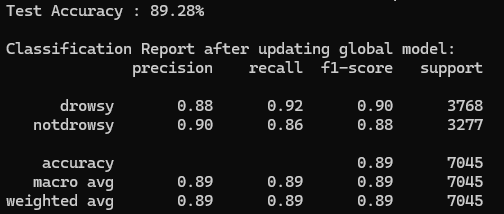 Test Accuracy : 89.28%
Classification Report after updating global model:
precision recall f1-score support
drowsy 0.88 0.92 0.90 3768
notdrowsy 0.90 0.86 0.88 3277
accuracy 0.89 7045
macro avg 0.89 0.89 0.89 7045
weighted avg 0.89 0.89 0.89 7045